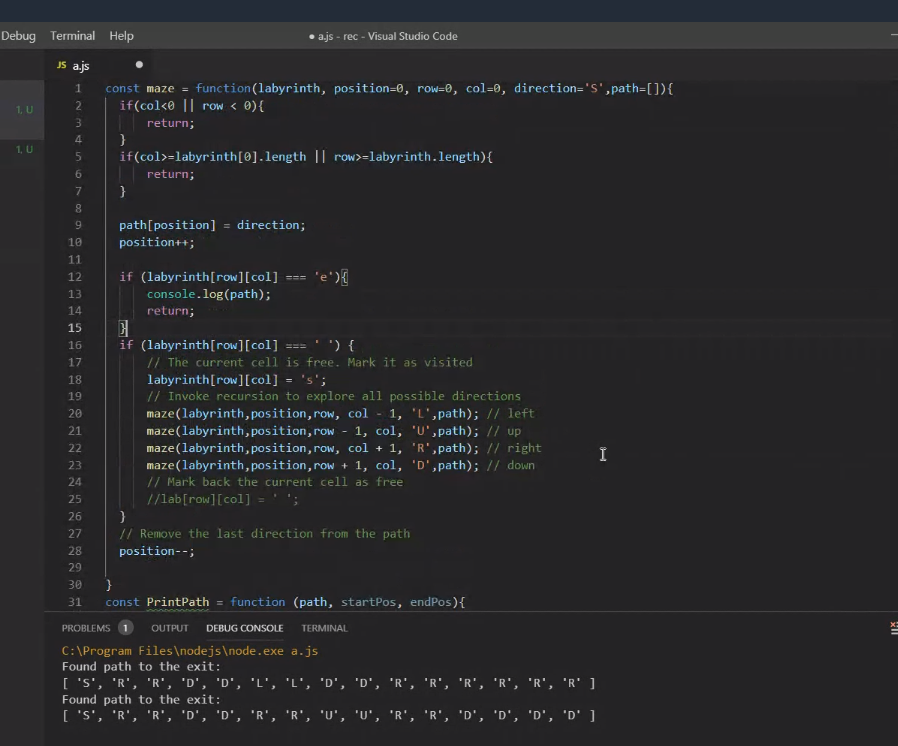 Debug Terminal Help ● a.js - rec - Visual Studio Code
JS a.js ●
1, U
1, U
1 const maze = function(labyrinth, position=0, row=0, col=0, direction='S',path=[]){
2 if(col<0 || row < 0){
3 return;
4 }
5 if(col>=labyrinth[0].length || row>=labyrinth.length){
6 return;
7 }
8
9 path[position] = direction;
10 position++;
11
12 if (labyrinth[row][col] === 'e'){
13 console.log(path);
14 return;
15 }
16 if (labyrinth[row][col] === ' ') {
17 // The current cell is free. Mark it as visited
18 labyrinth[row][col] = 's';
19 // Invoke recursion to explore all possible directions
20 maze(labyrinth,position,row, col - 1, 'L',path); // left
21 maze(labyrinth,position,row - 1, col, 'U',path); // up
22 maze(labyrinth,position,row, col + 1, 'R',path); // right
23 maze(labyrinth,position,row + 1, col, 'D',path); // down
24 // Mark back the current cell as free
25 //lab[row][col] = ' ';
26 }
27 // Remove the last direction from the path
28 position--;
29
30 }
31 const PrintPath = function (path, startPos, endPos){
PROBLEMS 1 OUTPUT DEBUG CONSOLE TERMINAL
C:\Program Files\nodejs\node.exe a.js
Found path to the exit:
[ 'S', 'R', 'R', 'D', 'D', 'L', 'L', 'D', 'D', 'R', 'R', 'R', 'R', 'R', 'R' ]
Found path to the exit:
[ 'S', 'R', 'R', 'D', 'D', 'R', 'R', 'U', 'U', 'R', 'R', 'D', 'D', 'D', 'D' ]